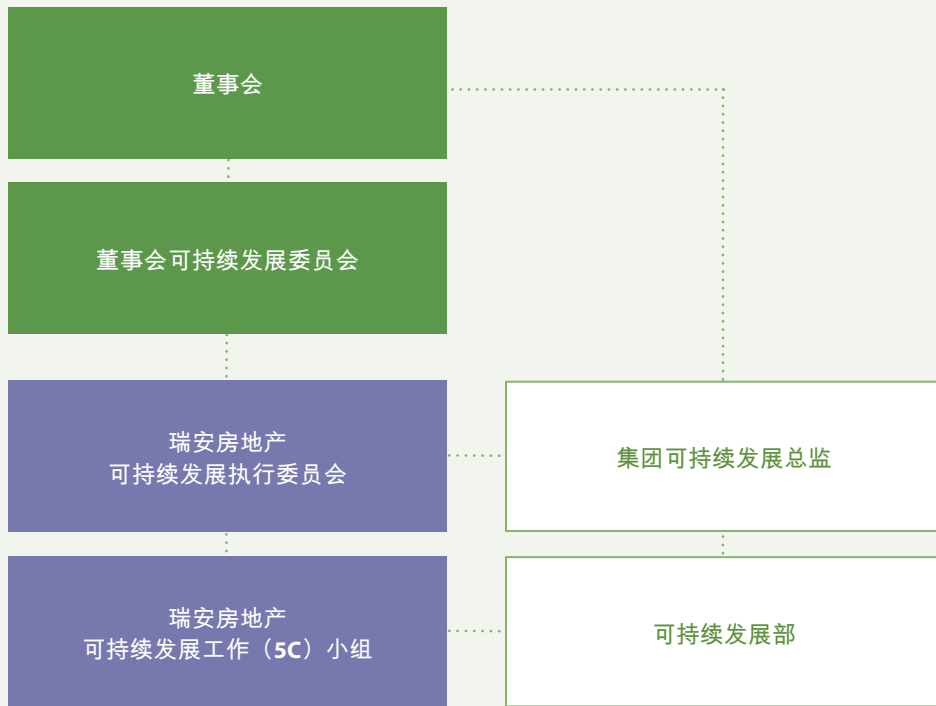 董事会
董事会可持续发展委员会
瑞安房地产
可持续发展执行委员会
集团可持续发展总监
瑞安房地产
可持续发展工作（5C）小组
可持续发展部